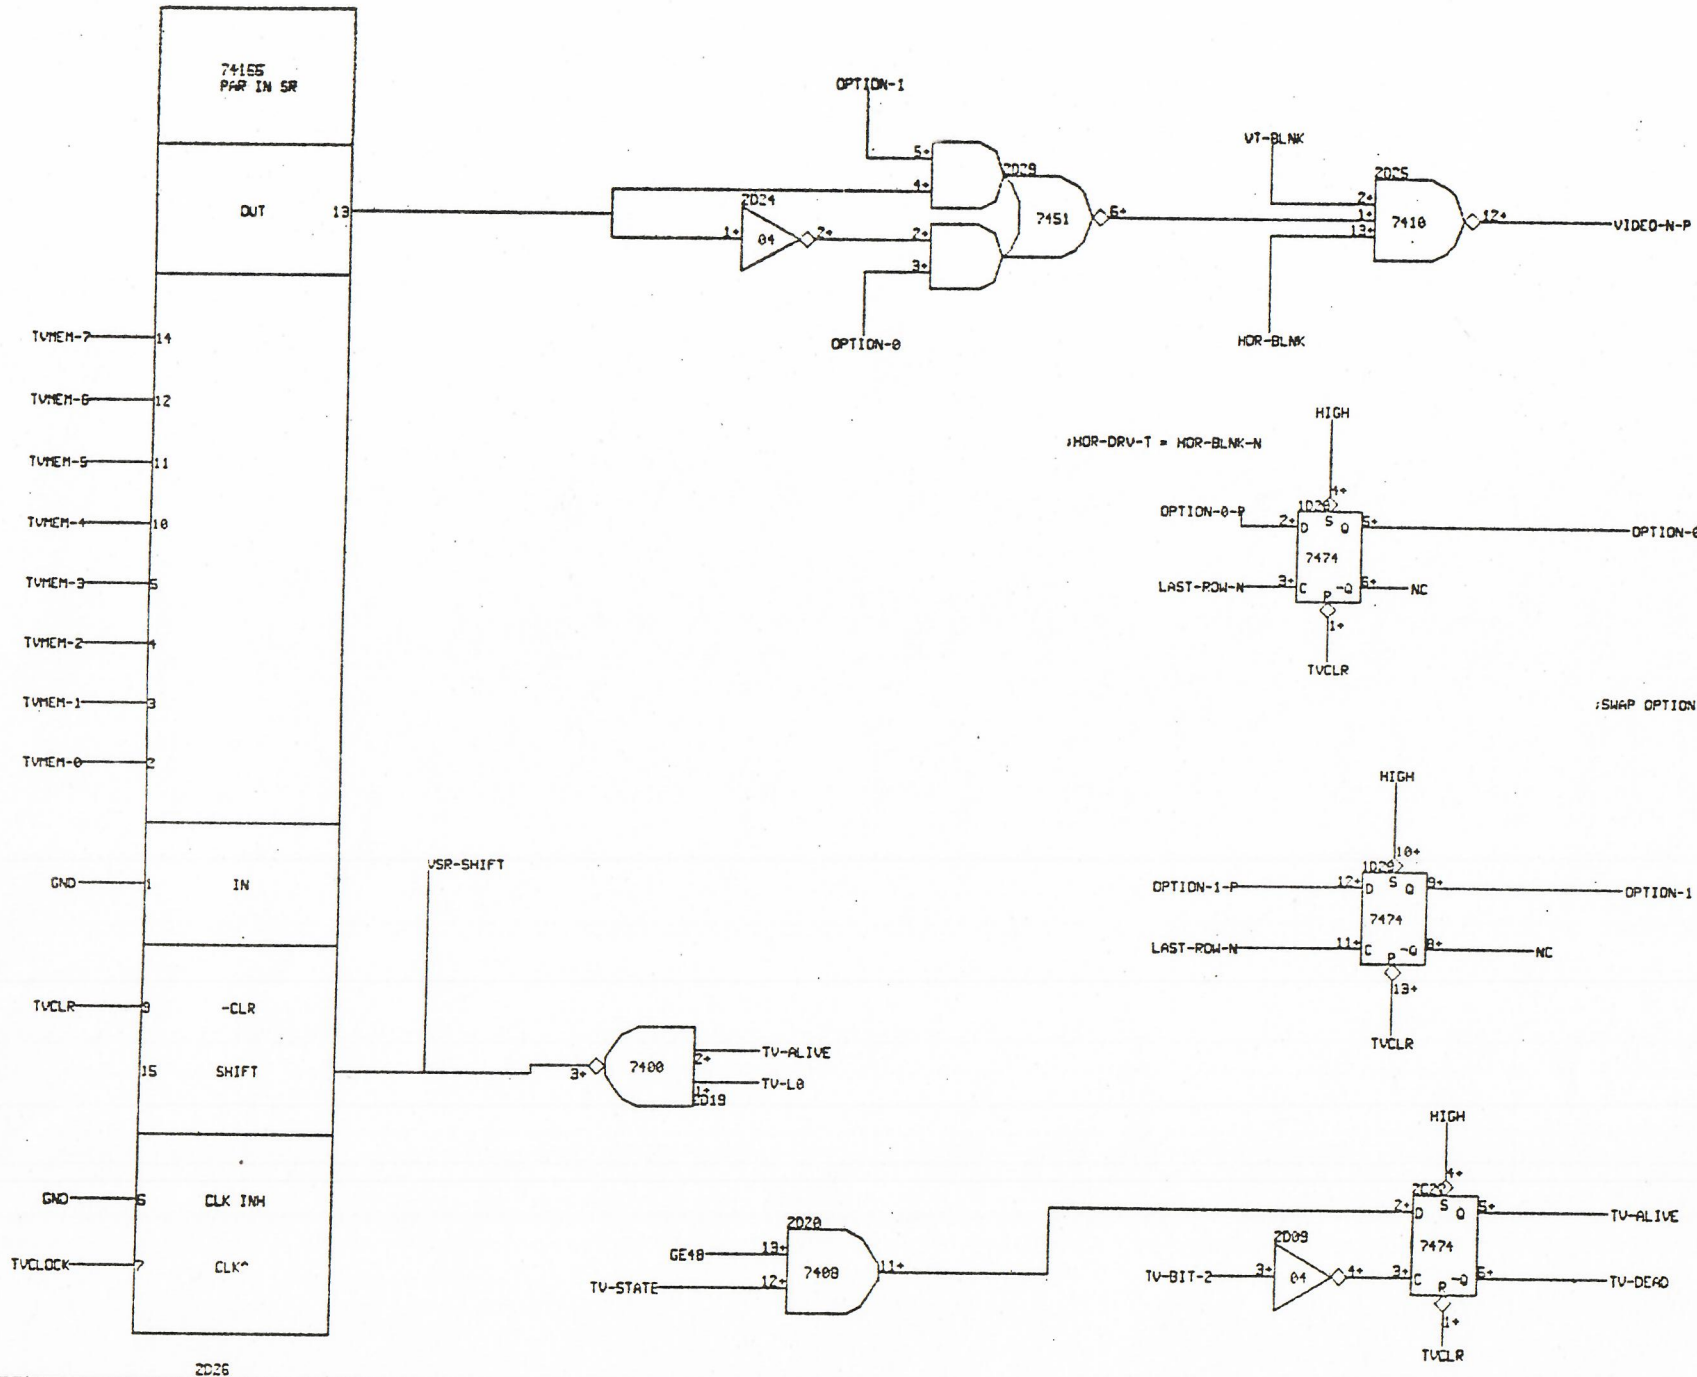 74166
PAR IN SR
OUT 13
TVMEM-7 14
TVMEM-6 12
TVMEM-5 11
TVMEM-4 10
TVMEM-3 5
TVMEM-2 4
TVMEM-1 3
TVMEM-0 2
GND 1 IN
TVCLR 9 -CLR
15 SHIFT
GND 6 CLK INH
TVCLOCK 7 CLK^
2D26
VSR-SHIFT
3+ 7400 2+ TV-ALIVE
1+ TV-L0
2D19
OPTION-1
5+
4+
2D29
2D24
1+ 04 2+
2+
3+
7451 6+
OPTION-0
VT-BLNK
2D25
2+
1+
13+
7410 12+ VIDEO-N-P
HOR-BLNK
;HOR-DRV-T = HOR-BLNK-N
HIGH
4+
OPTION-0-P 2+ D S Q 5+ OPTION-0
7474
LAST-ROW-N 3+ C R -Q 6+ NC
1+
TVCLR
;SWAP OPTION
HIGH
10+
OPTION-1-P 12+ D S Q 9+ OPTION-1
7474
LAST-ROW-N 11+ C R -Q 8+ NC
13+
TVCLR
2D20
GE48 13+
7408 11+
TV-STATE 12+
HIGH
4+
2+ D S Q 5+ TV-ALIVE
7474
2D09
TV-BIT-2 3+ 04 4+ 3+ C R -Q 6+ TV-DEAD
1+
TVCLR